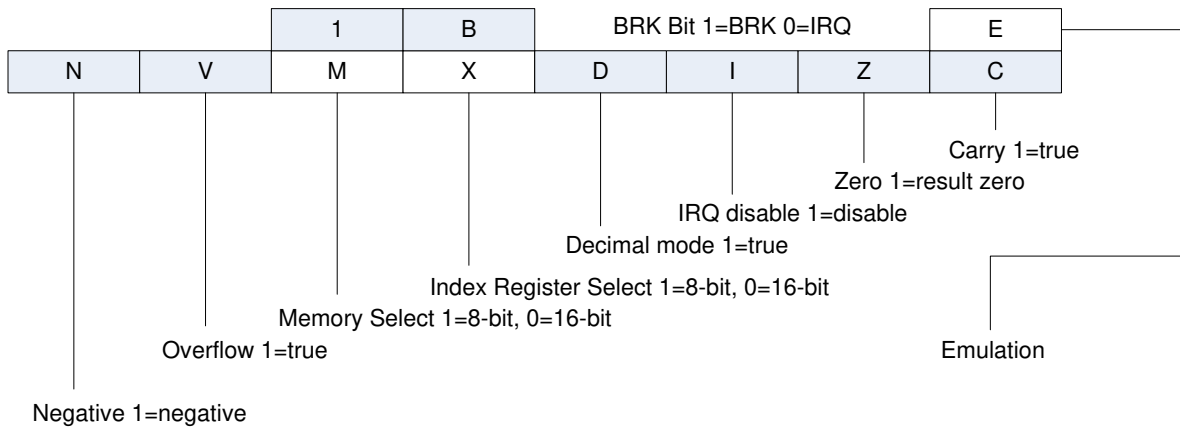 1 B BRK Bit 1=BRK 0=IRQ E
N V M X D I Z C
Carry 1=true
Zero 1=result zero
IRQ disable 1=disable
Decimal mode 1=true
Index Register Select 1=8-bit, 0=16-bit
Memory Select 1=8-bit, 0=16-bit
Overflow 1=true
Emulation
Negative 1=negative